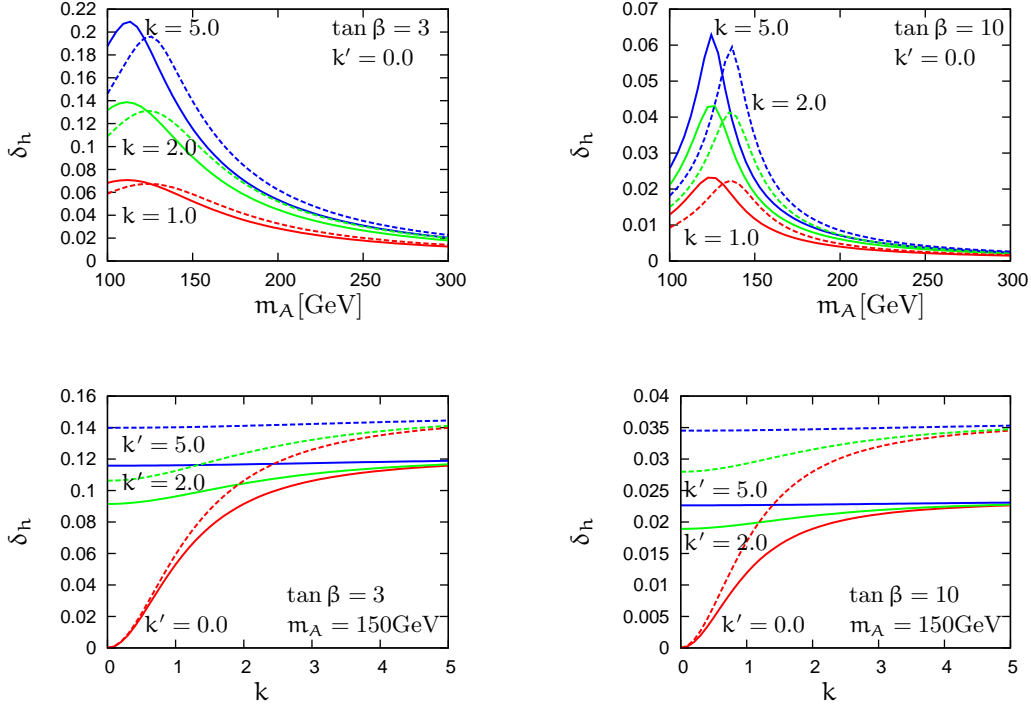 0.22
0.2
0.18
0.16
0.14
0.12
0.1
0.08
0.06
0.04
0.02
0
100 150 200 250 300
δh
mA[GeV]
k = 5.0
k = 2.0
k = 1.0
tan β = 3
k′ = 0.0
0.07
0.06
0.05
0.04
0.03
0.02
0.01
0
100 150 200 250 300
δh
mA[GeV]
k = 5.0
k = 2.0
k = 1.0
tan β = 10
k′ = 0.0
0.16
0.14
0.12
0.1
0.08
0.06
0.04
0.02
0
0 1 2 3 4 5
δh
k
k′ = 5.0
k′ = 2.0
k′ = 0.0
tan β = 3
mA = 150GeV
0.04
0.035
0.03
0.025
0.02
0.015
0.01
0.005
0
0 1 2 3 4 5
δh
k
k′ = 5.0
k′ = 2.0
k′ = 0.0
tan β = 10
mA = 150GeV